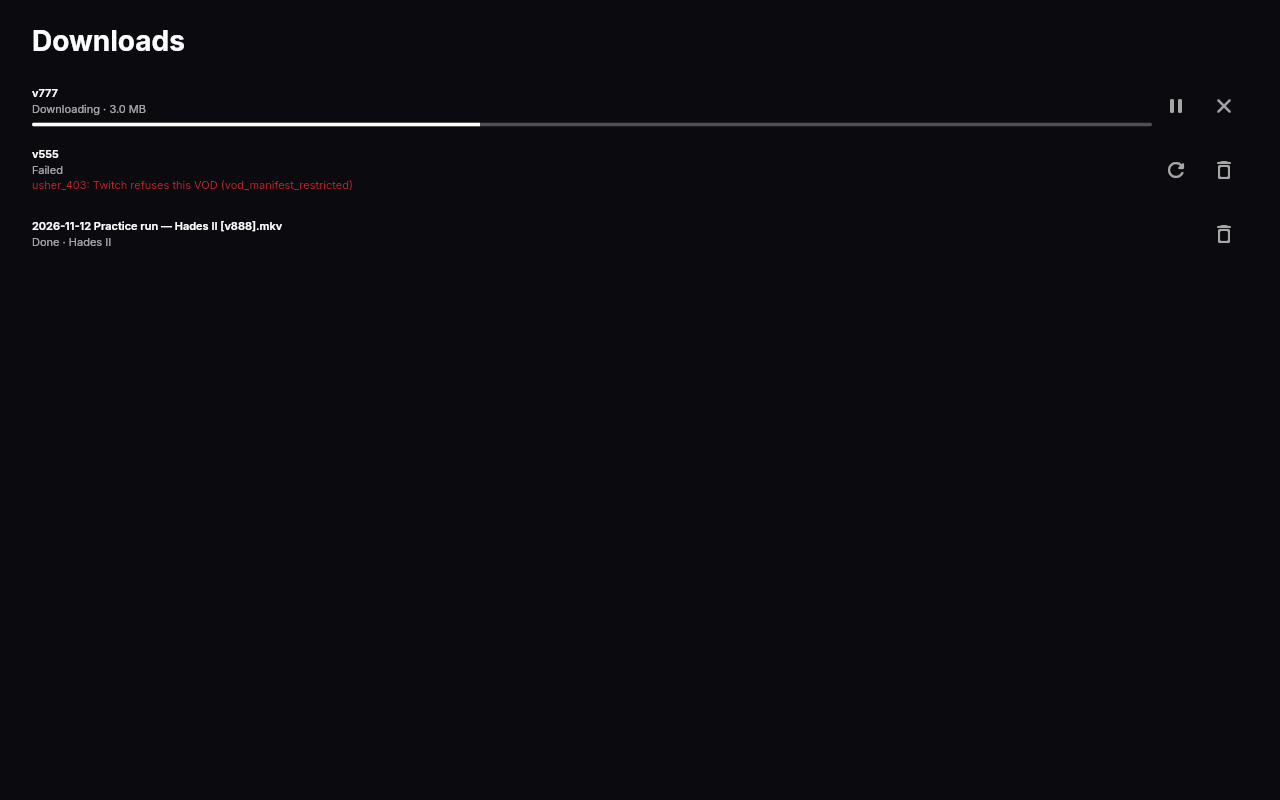 Downloads
v777
Downloading · 3.0 MB
v555
Failed
usher_403: Twitch refuses this VOD (vod_manifest_restricted)
2026-11-12 Practice run — Hades II [v888].mkv
Done · Hades II